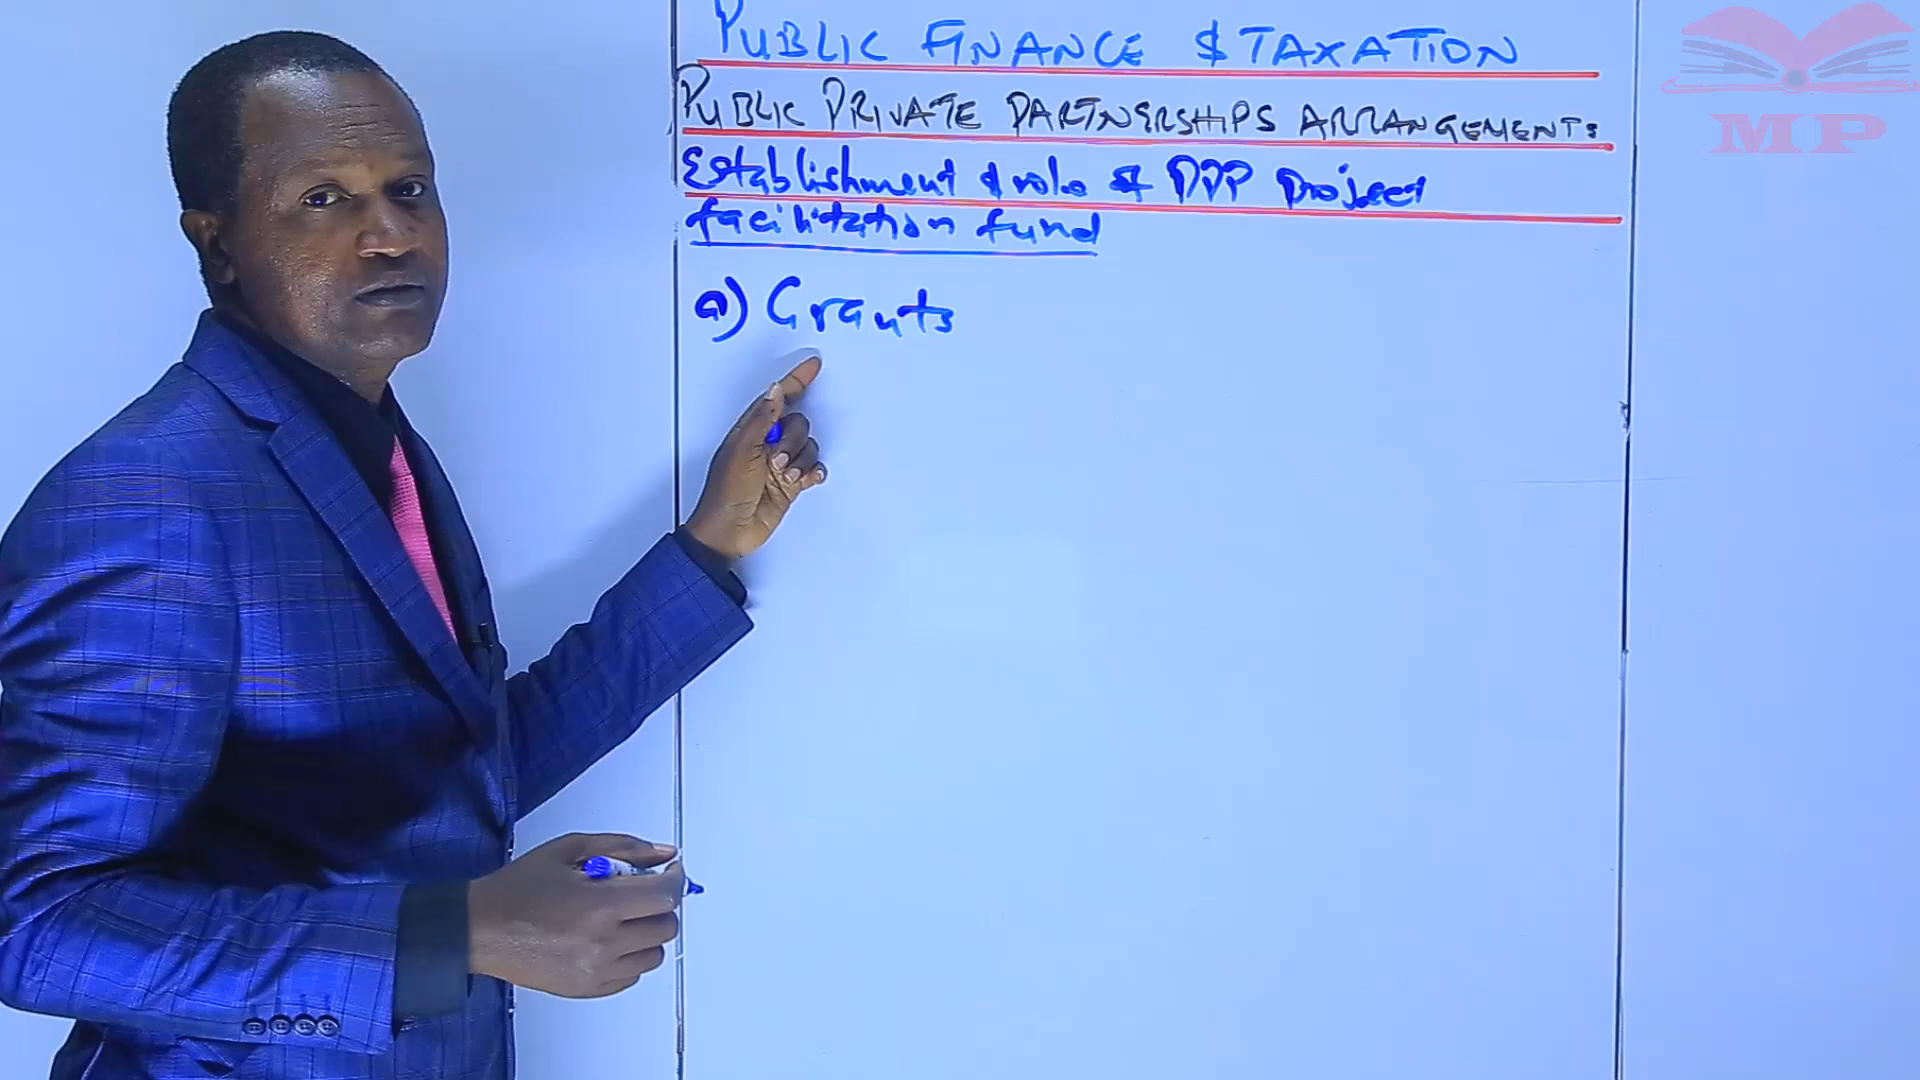 PUBLIC FINANCE & TAXATION
PUBLIC PRIVATE PARTNERSHIPS ARRANGEMENTS
Establishment & role of PPP project
facilitation fund
a) Grants
MP